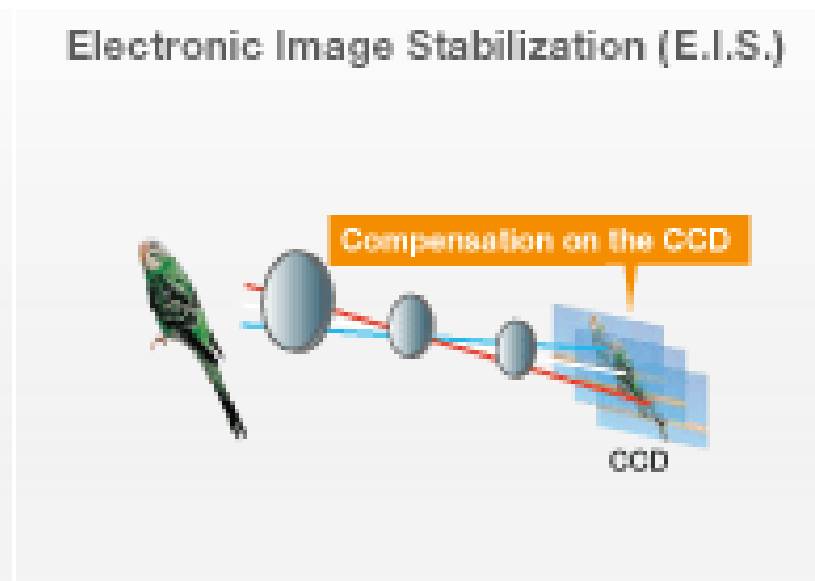 Electronic Image Stabilization (E.I.S.)
Compensation on the CCD
CCD